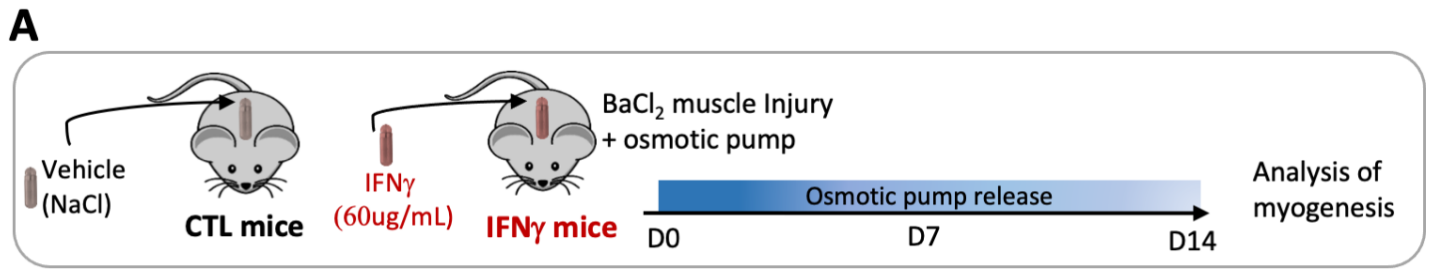 A
Vehicle
(NaCl)
CTL mice
IFNγ
(60ug/mL)
IFNγ mice
BaCl₂ muscle Injury
+ osmotic pump
Osmotic pump release
D0
D7
D14
Analysis of
myogenesis